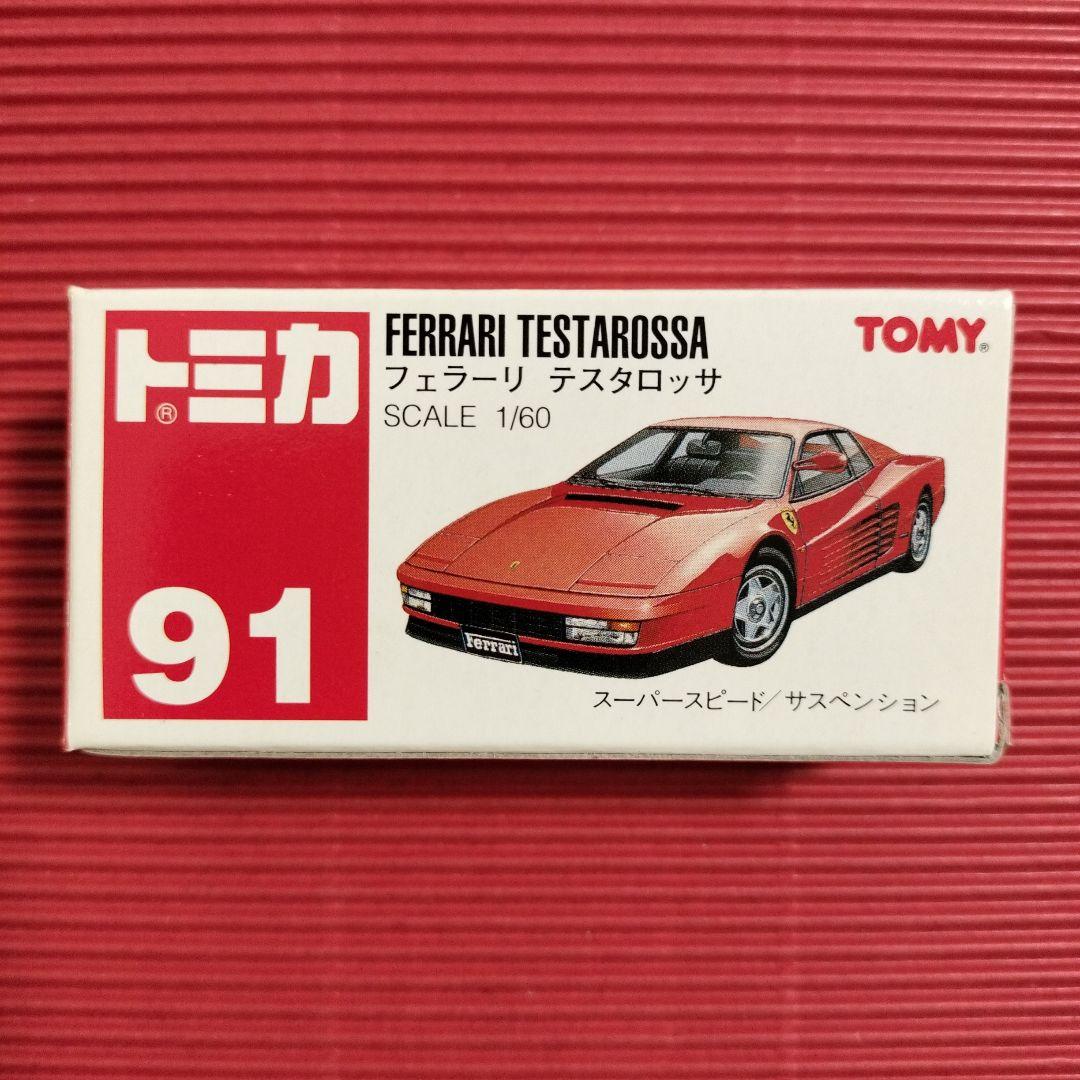 トミカ®
91
FERRARI TESTAROSSA
フェラーリ テスタロッサ
SCALE 1/60
TOMY®
Ferrari
スーパースピード/サスペンション